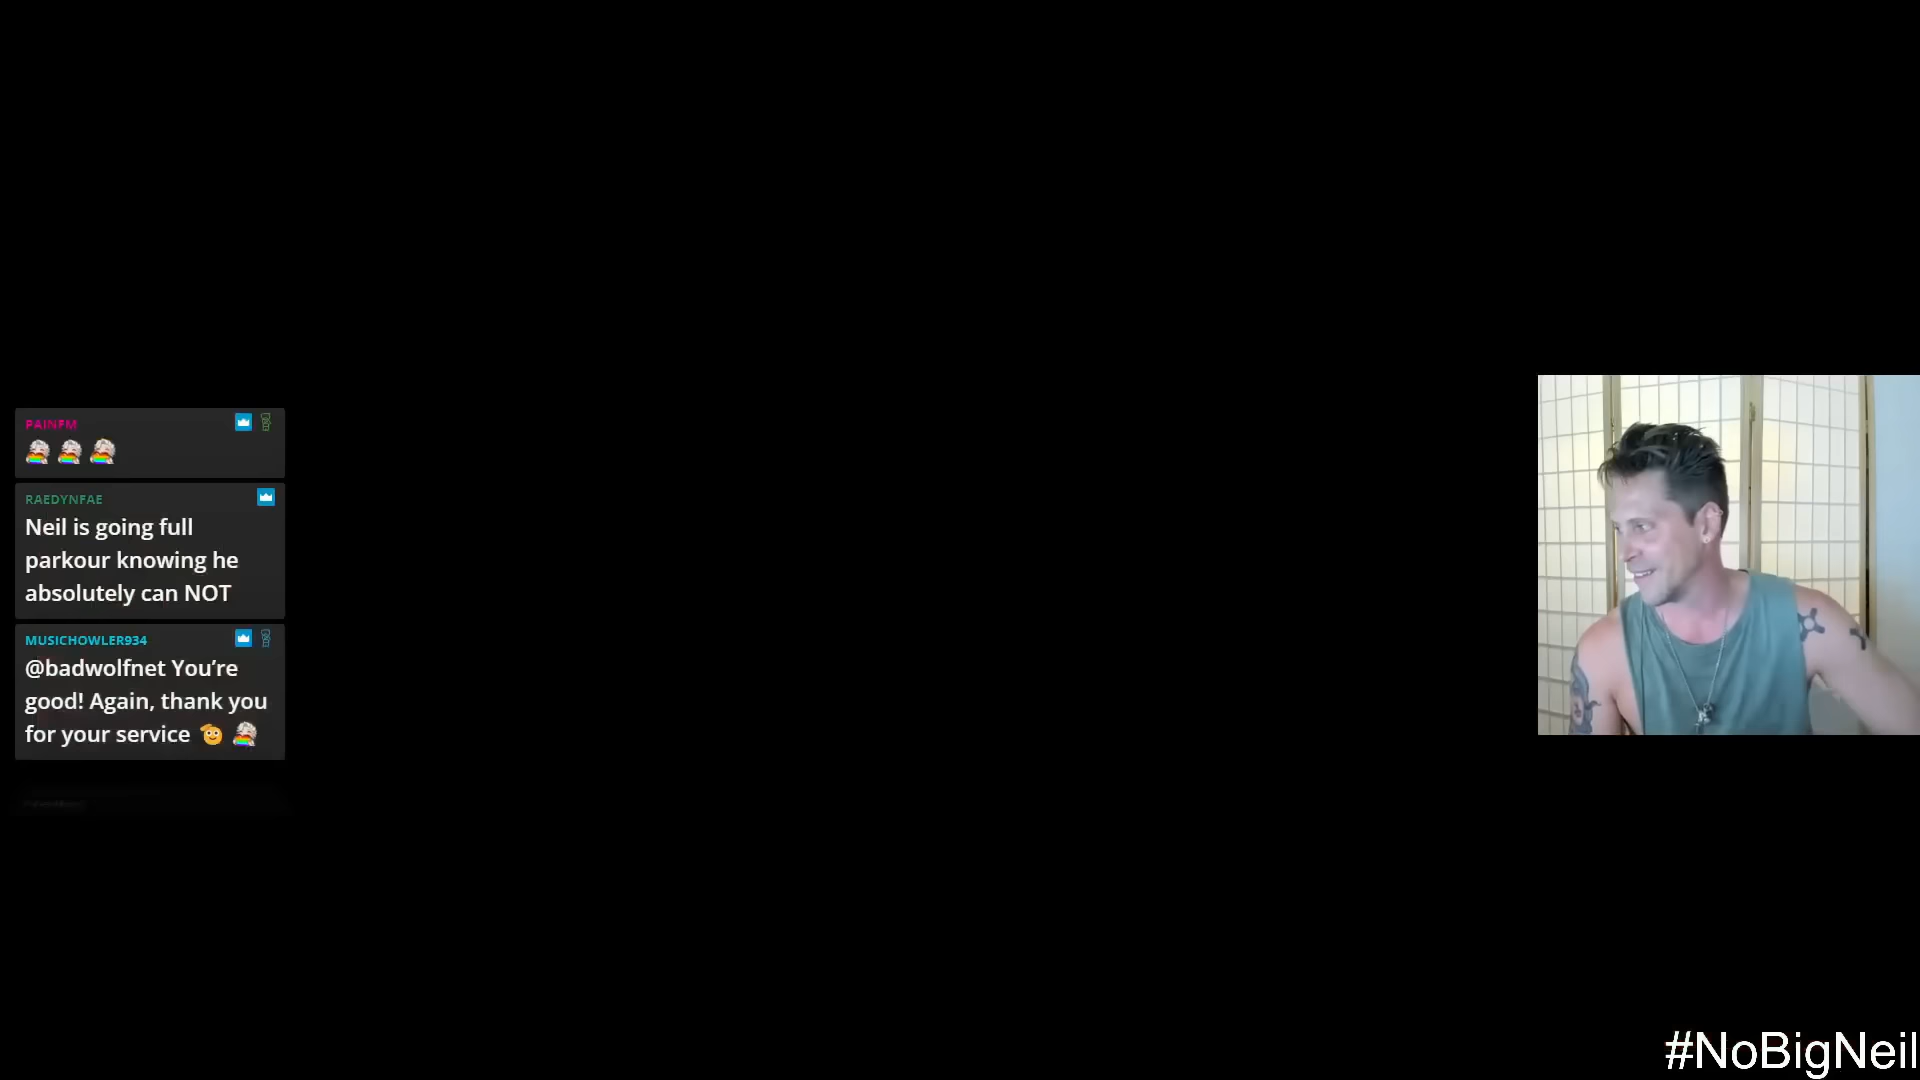 PAINFM
RAEDYNFAE
Neil is going full
parkour knowing he
absolutely can NOT
MUSICHOWLER934
@badwolfnet You’re
good! Again, thank you
for your service
#NoBigNeil